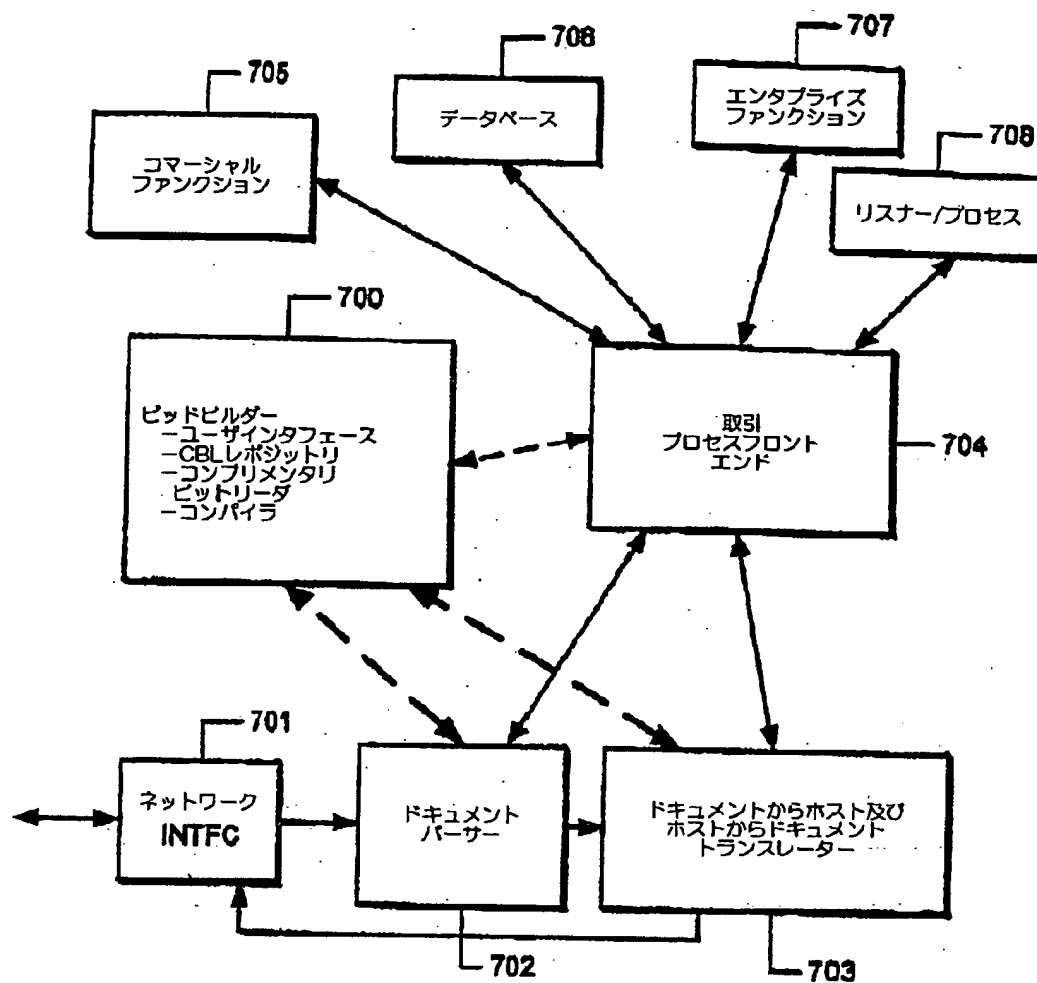 706
707
705
データベース
エンタプライズ
ファンクション
708
コマーシャル
ファンクション
リスナー/プロセス
700
ビッドビルダー
ーユーザインタフェース
ーCBLレポジットリ
ーコンプリメンタリ
ビットリーダ
ーコンパイラ
取引
プロセスフロント
エンド
704
701
ネットワーク
INTFC
ドキュメント
パーサー
ドキュメントからホスト及び
ホストからドキュメント
トランスレーター
702
703